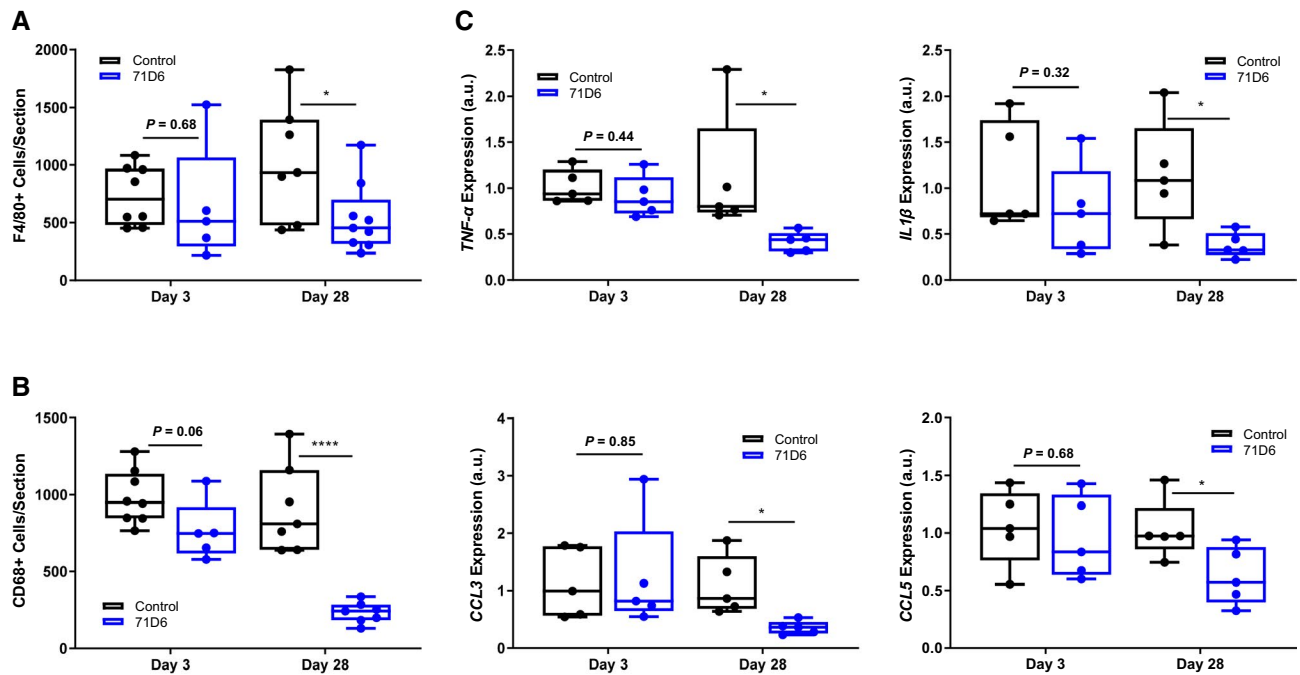 A
F4/80+ Cells/Section
2000
1500
1000
500
0
Control
71D6
P = 0.68
*
Day 3
Day 28
C
TNF-α Expression (a.u.)
2.5
2.0
1.5
1.0
0.5
0.0
Control
71D6
P = 0.44
*
Day 3
Day 28
IL1β Expression (a.u.)
2.5
2.0
1.5
1.0
0.5
0.0
Control
71D6
P = 0.32
*
Day 3
Day 28
B
CD68+ Cells/Section
1500
1000
500
0
P = 0.06
****
Control
71D6
Day 3
Day 28
CCL3 Expression (a.u.)
4
3
2
1
0
Control
71D6
P = 0.85
*
Day 3
Day 28
CCL5 Expression (a.u.)
2.0
1.5
1.0
0.5
0.0
Control
71D6
P = 0.68
*
Day 3
Day 28